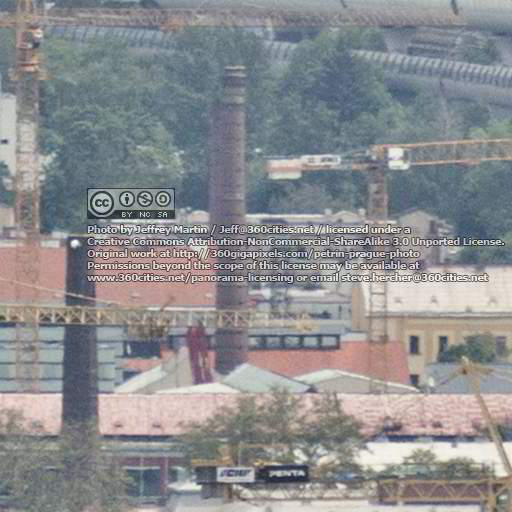 cc
BY NC SA
Photo by Jeffrey Martin / Jeff@360cities.net // licensed under a
Creative Commons Attribution-NonCommercial-ShareAlike 3.0 Unported License.
Original work at http://360gigapixels.com/petrin-prague-photo
Permissions beyond the scope of this license may be available at
www.360cities.net/panorama-licensing or email steve.hercher@360cities.net
PENTA